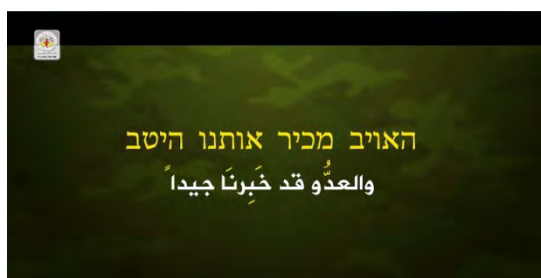 האויב מכיר אותנו היטב
والعدُّو قد خَبِرنَا جيداً